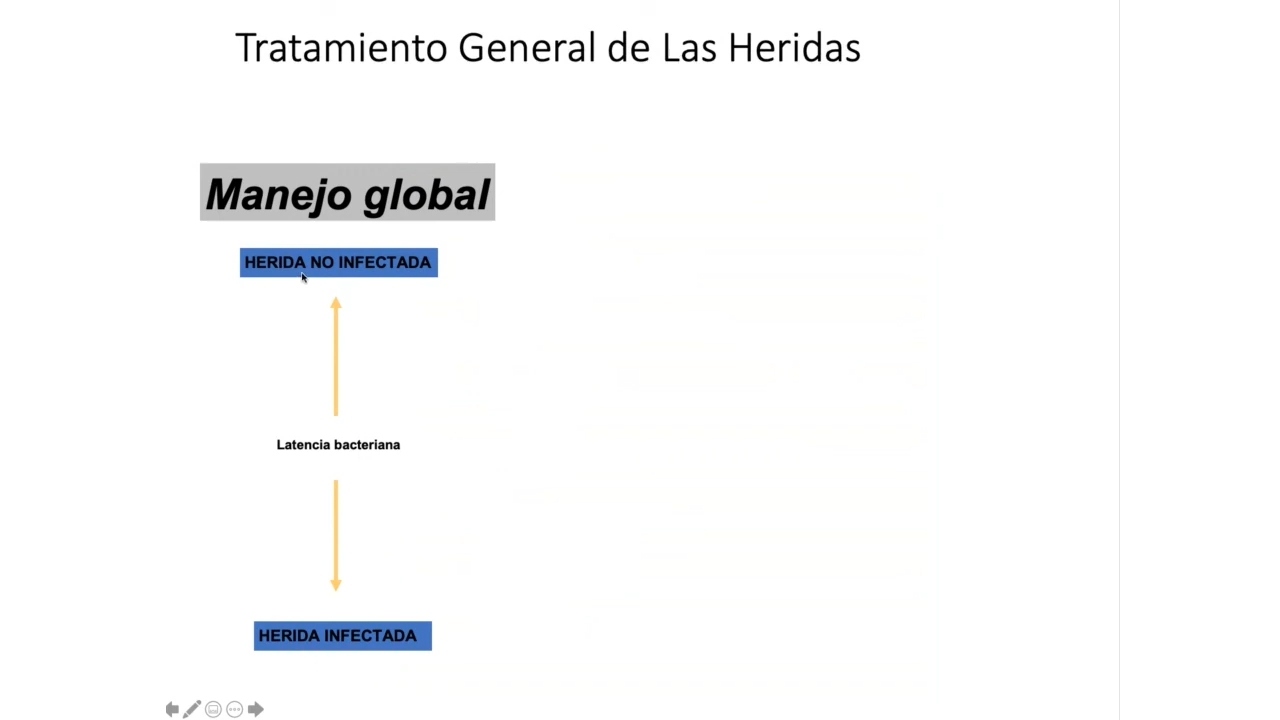 Tratamiento General de Las Heridas
Manejo global
HERIDA NO INFECTADA
Latencia bacteriana
HERIDA INFECTADA